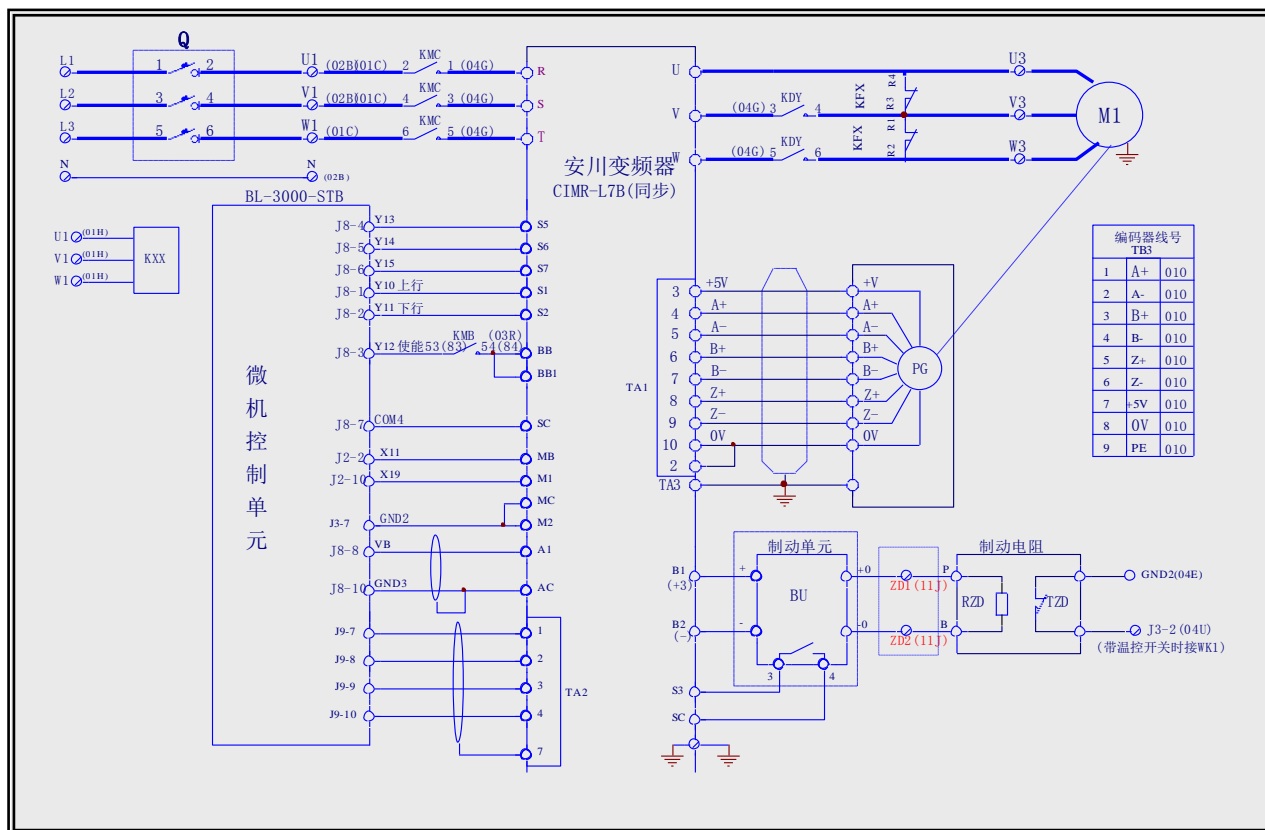 Q
L1 1 2 U1 (02B)(01C) 2 KMC 1 (04G) R
L2 3 4 V1 (02B)(01C) 4 KMC 3 (04G) S
L3 5 6 W1 (01C) 6 KMC 5 (04G) T
N N (02B)
U U3
V (04G) 3 KDY 4 V3
W (04G) 5 KDY 6 W3
KFX R4 R3
KFX R1 R2
M1
安川变频器
CIMR-L7B(同步)
BL-3000-STB
微机控制单元
U1 (01H)
V1 (01H)
W1 (01H)
KXX
J8-4 Y13 S5
J8-5 Y14 S6
J8-6 Y15 S7
J8-1 Y10 上行 S1
J8-2 Y11 下行 S2
J8-3 Y12 使能 53(83) KMB 54(84) (03R) BB
BB1
J8-7 COM4 SC
J2-2 X11 MB
J2-10 X19 M1
MC
J3-7 GND2 M2
J8-8 VB A1
J8-10 GND3 AC
J9-7 1
J9-8 2
J9-9 3
J9-10 4
7
TA2
TA1
3 +5V +V
4 A+ A+
5 A- A-
6 B+ B+
7 B- B-
8 Z+ Z+
9 Z- Z-
10 0V 0V
2
TA3
PG
编码器线号
TB3
1 A+ 010
2 A- 010
3 B+ 010
4 B- 010
5 Z+ 010
6 Z- 010
7 +5V 010
8 0V 010
9 PE 010
制动单元
制动电阻
B1 + +0 P
(+3)
ZD1(11J)
BU
RZD
TZD
GND2(04E)
B2 - -0 B
(-)
ZD2(11J)
J3-2(04U)
(带温控开关时接WK1)
3 4
S3
SC